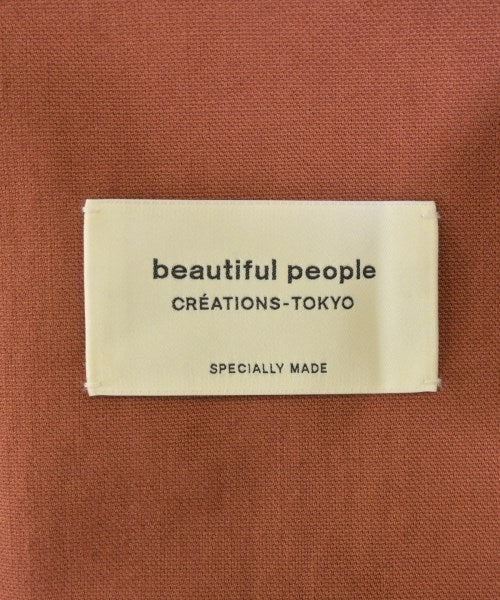 beautiful people
CRÉATIONS-TOKYO
SPECIALLY MADE